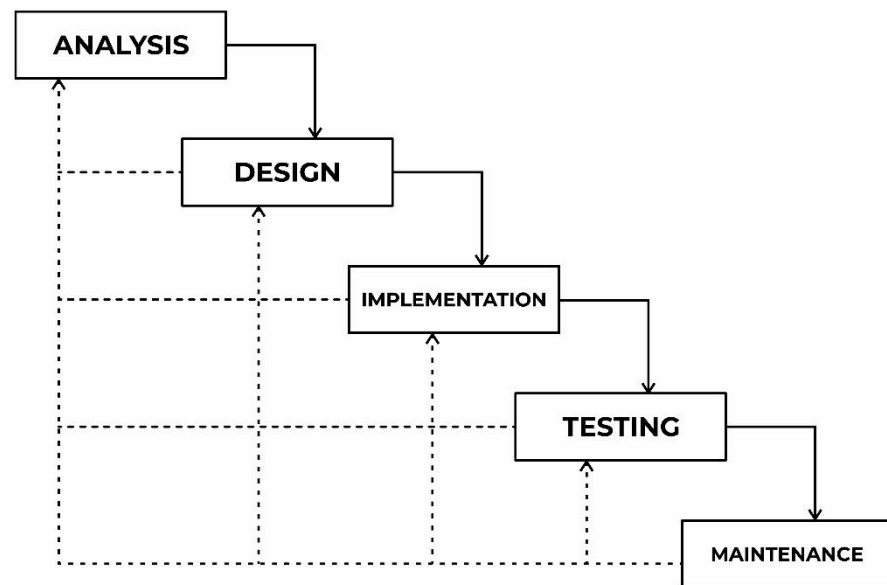 ANALYSIS
DESIGN
IMPLEMENTATION
TESTING
MAINTENANCE